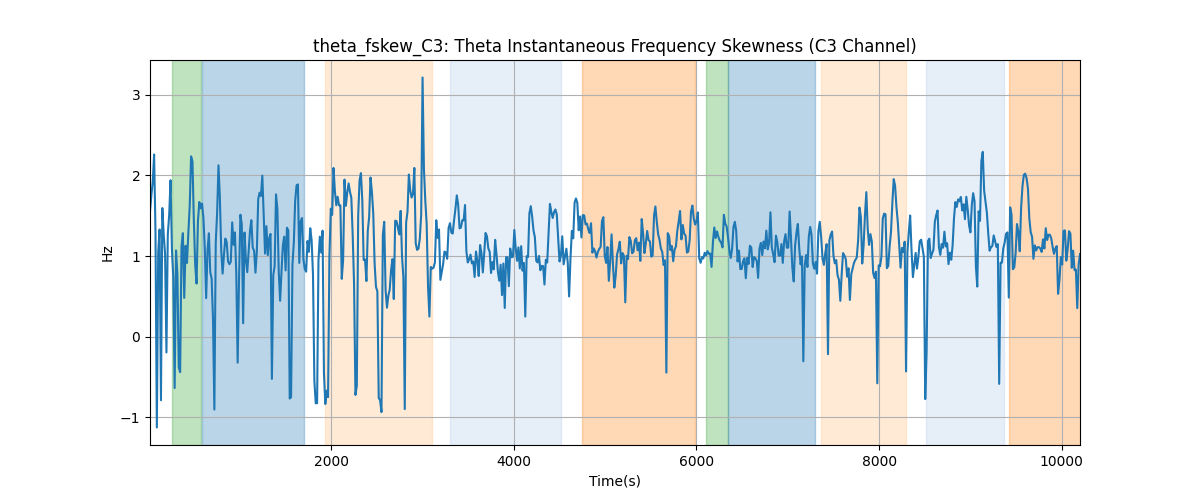 theta_fskew_C3: Theta Instantaneous Frequency Skewness (C3 Channel)
Hz
3
2
1
0
−1
2000 4000 6000 8000 10000
Time(s)